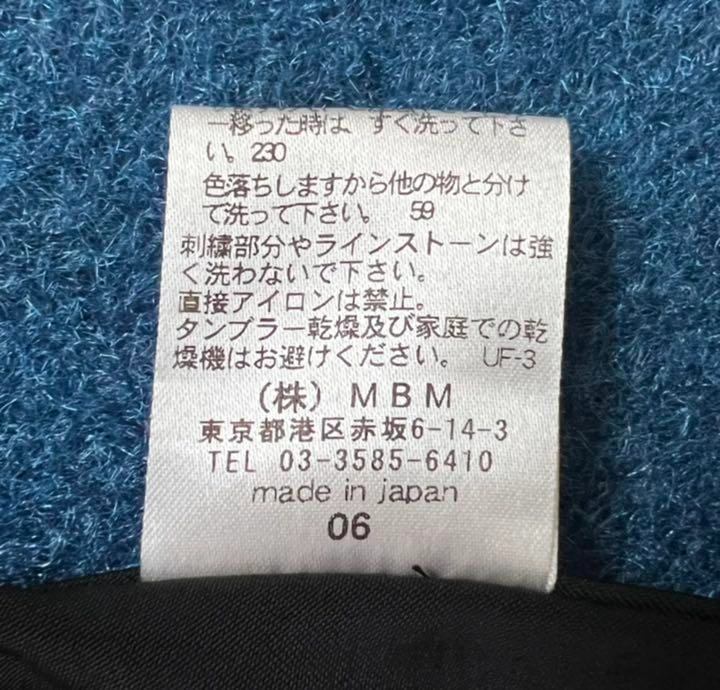 一移った時は すぐ洗って下さ
い。230
色落ちしますから他の物と分け
て洗って下さい。 59
刺繍部分やラインストーンは強
く洗わないで下さい。
直接アイロンは禁止。
タンブラー乾燥及び家庭での乾
燥機はお避けください。 UF-3
(株) MBM
東京都港区赤坂6-14-3
TEL 03-3585-6410
made in japan
06